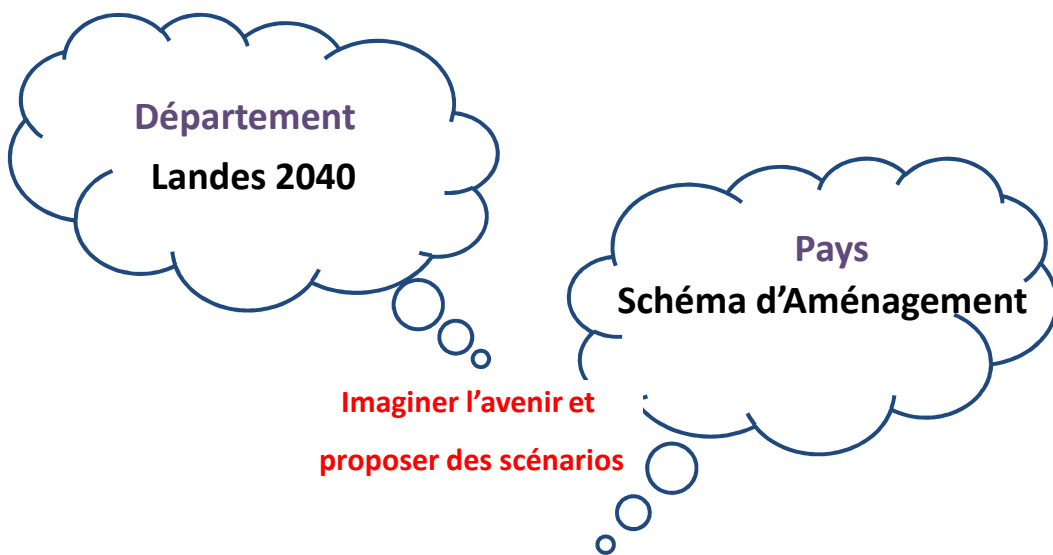 Département
Landes 2040
Pays
Schéma d’Aménagement
Imaginer l’avenir et
proposer des scénarios